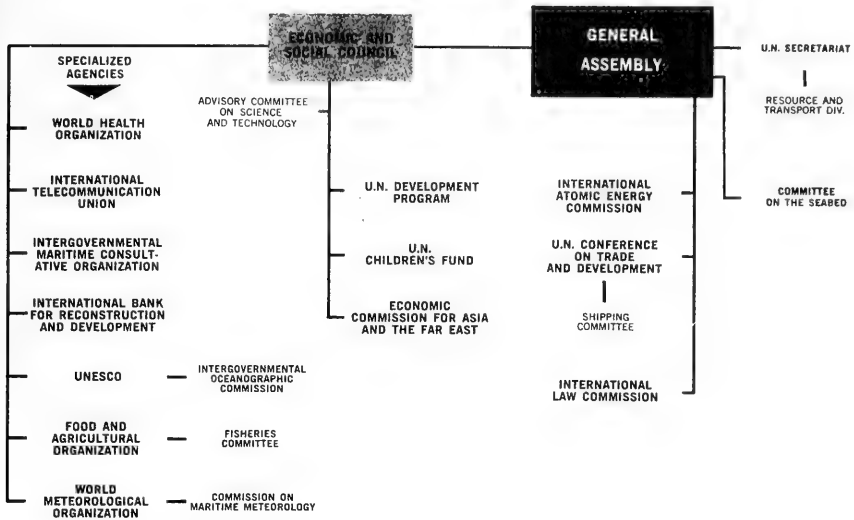 ECONOMIC AND
SOCIAL COUNCIL
GENERAL
ASSEMBLY
U.N. SECRETARIAT
RESOURCE AND
TRANSPORT DIV.
COMMITTEE
ON THE SEABED
SPECIALIZED
AGENCIES
WORLD HEALTH
ORGANIZATION
INTERNATIONAL
TELECOMMUNICATION
UNION
INTERGOVERNMENTAL
MARITIME CONSULT-
ATIVE ORGANIZATION
INTERNATIONAL BANK
FOR RECONSTRUCTION
AND DEVELOPMENT
UNESCO
INTERGOVERNMENTAL
OCEANOGRAPHIC
COMMISSION
FOOD AND
AGRICULTURAL
ORGANIZATION
FISHERIES
COMMITTEE
WORLD
METEOROLOGICAL
ORGANIZATION
COMMISSION ON
MARITIME METEOROLOGY
ADVISORY COMMITTEE
ON SCIENCE
AND TECHNOLOGY
U.N. DEVELOPMENT
PROGRAM
U.N.
CHILDREN'S FUND
ECONOMIC
COMMISSION FOR ASIA
AND THE FAR EAST
INTERNATIONAL
ATOMIC ENERGY
COMMISSION
U.N. CONFERENCE
ON TRADE
AND DEVELOPMENT
SHIPPING
COMMITTEE
INTERNATIONAL
LAW COMMISSION